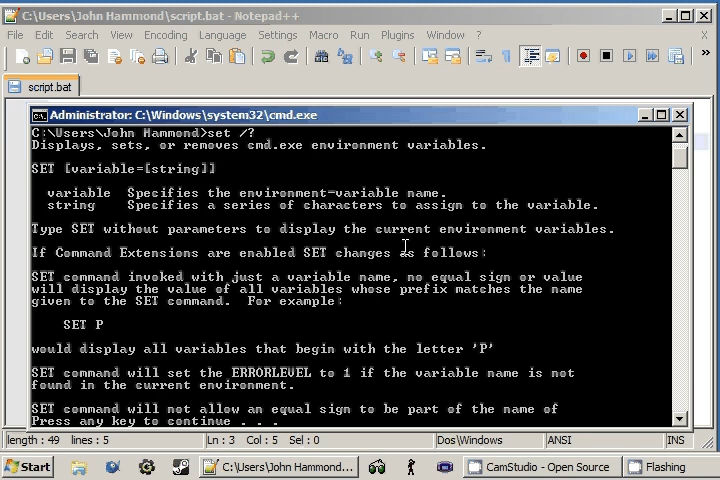 C:\Users\John Hammond\script.bat - Notepad++
File Edit Search View Encoding Language Settings Macro Run Plugins Window ? X
script.bat
Administrator: C:\Windows\system32\cmd.exe
C:\Users\John Hammond>set /?
Displays, sets, or removes cmd.exe environment variables.
SET [variable=[string]]
variable Specifies the environment-variable name.
string Specifies a series of characters to assign to the variable.
Type SET without parameters to display the current environment variables.
If Command Extensions are enabled SET changes as follows:
SET command invoked with just a variable name, no equal sign or value
will display the value of all variables whose prefix matches the name
given to the SET command. For example:
SET P
would display all variables that begin with the letter 'P'
SET command will set the ERRORLEVEL to 1 if the variable name is not
found in the current environment.
SET command will not allow an equal sign to be part of the name of
Press any key to continue . . .
length : 49 lines : 5 Ln : 3 Col : 5 Sel : 0 Dos\Windows ANSI INS
Start C:\Users\John Hammond... CamStudio - Open Source Flashing